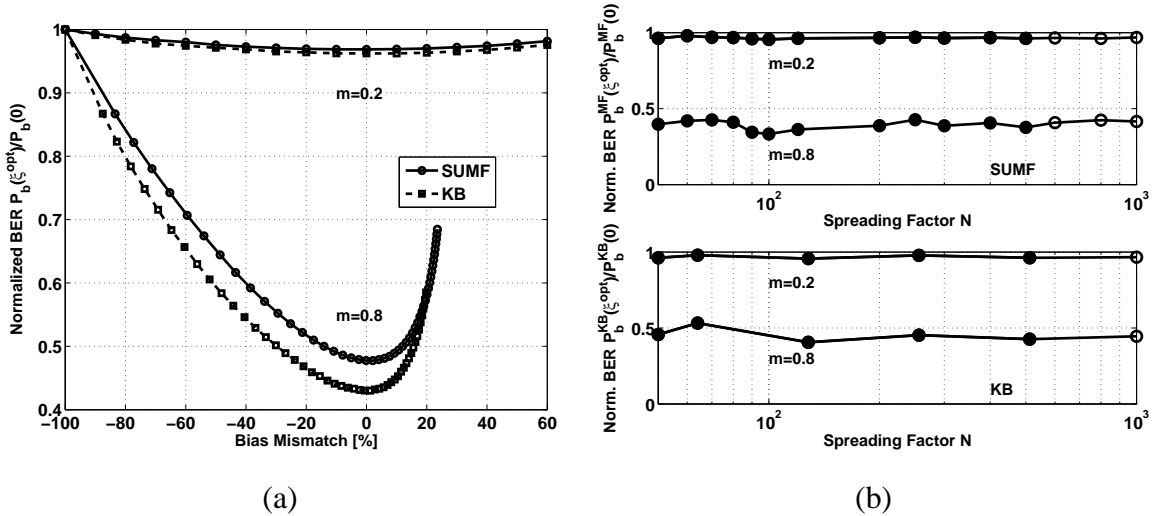 Normalized BER P_b(ξ^opt)/P_b(0)
1
0.9
0.8
0.7
0.6
0.5
0.4
m=0.2
SUMF
KB
m=0.8
−100 −80 −60 −40 −20 0 20 40 60
Bias Mismatch [%]
(a)
Norm. BER P_b^MF(ξ^opt)/P_b^MF(0)
1
m=0.2
0.5
m=0.8
SUMF
0
10^2 10^3
Spreading Factor N
Norm. BER P_b^KB(ξ^opt)/P_b^KB(0)
1
m=0.2
0.5
m=0.8
KB
0
10^2 10^3
Spreading Factor N
(b)